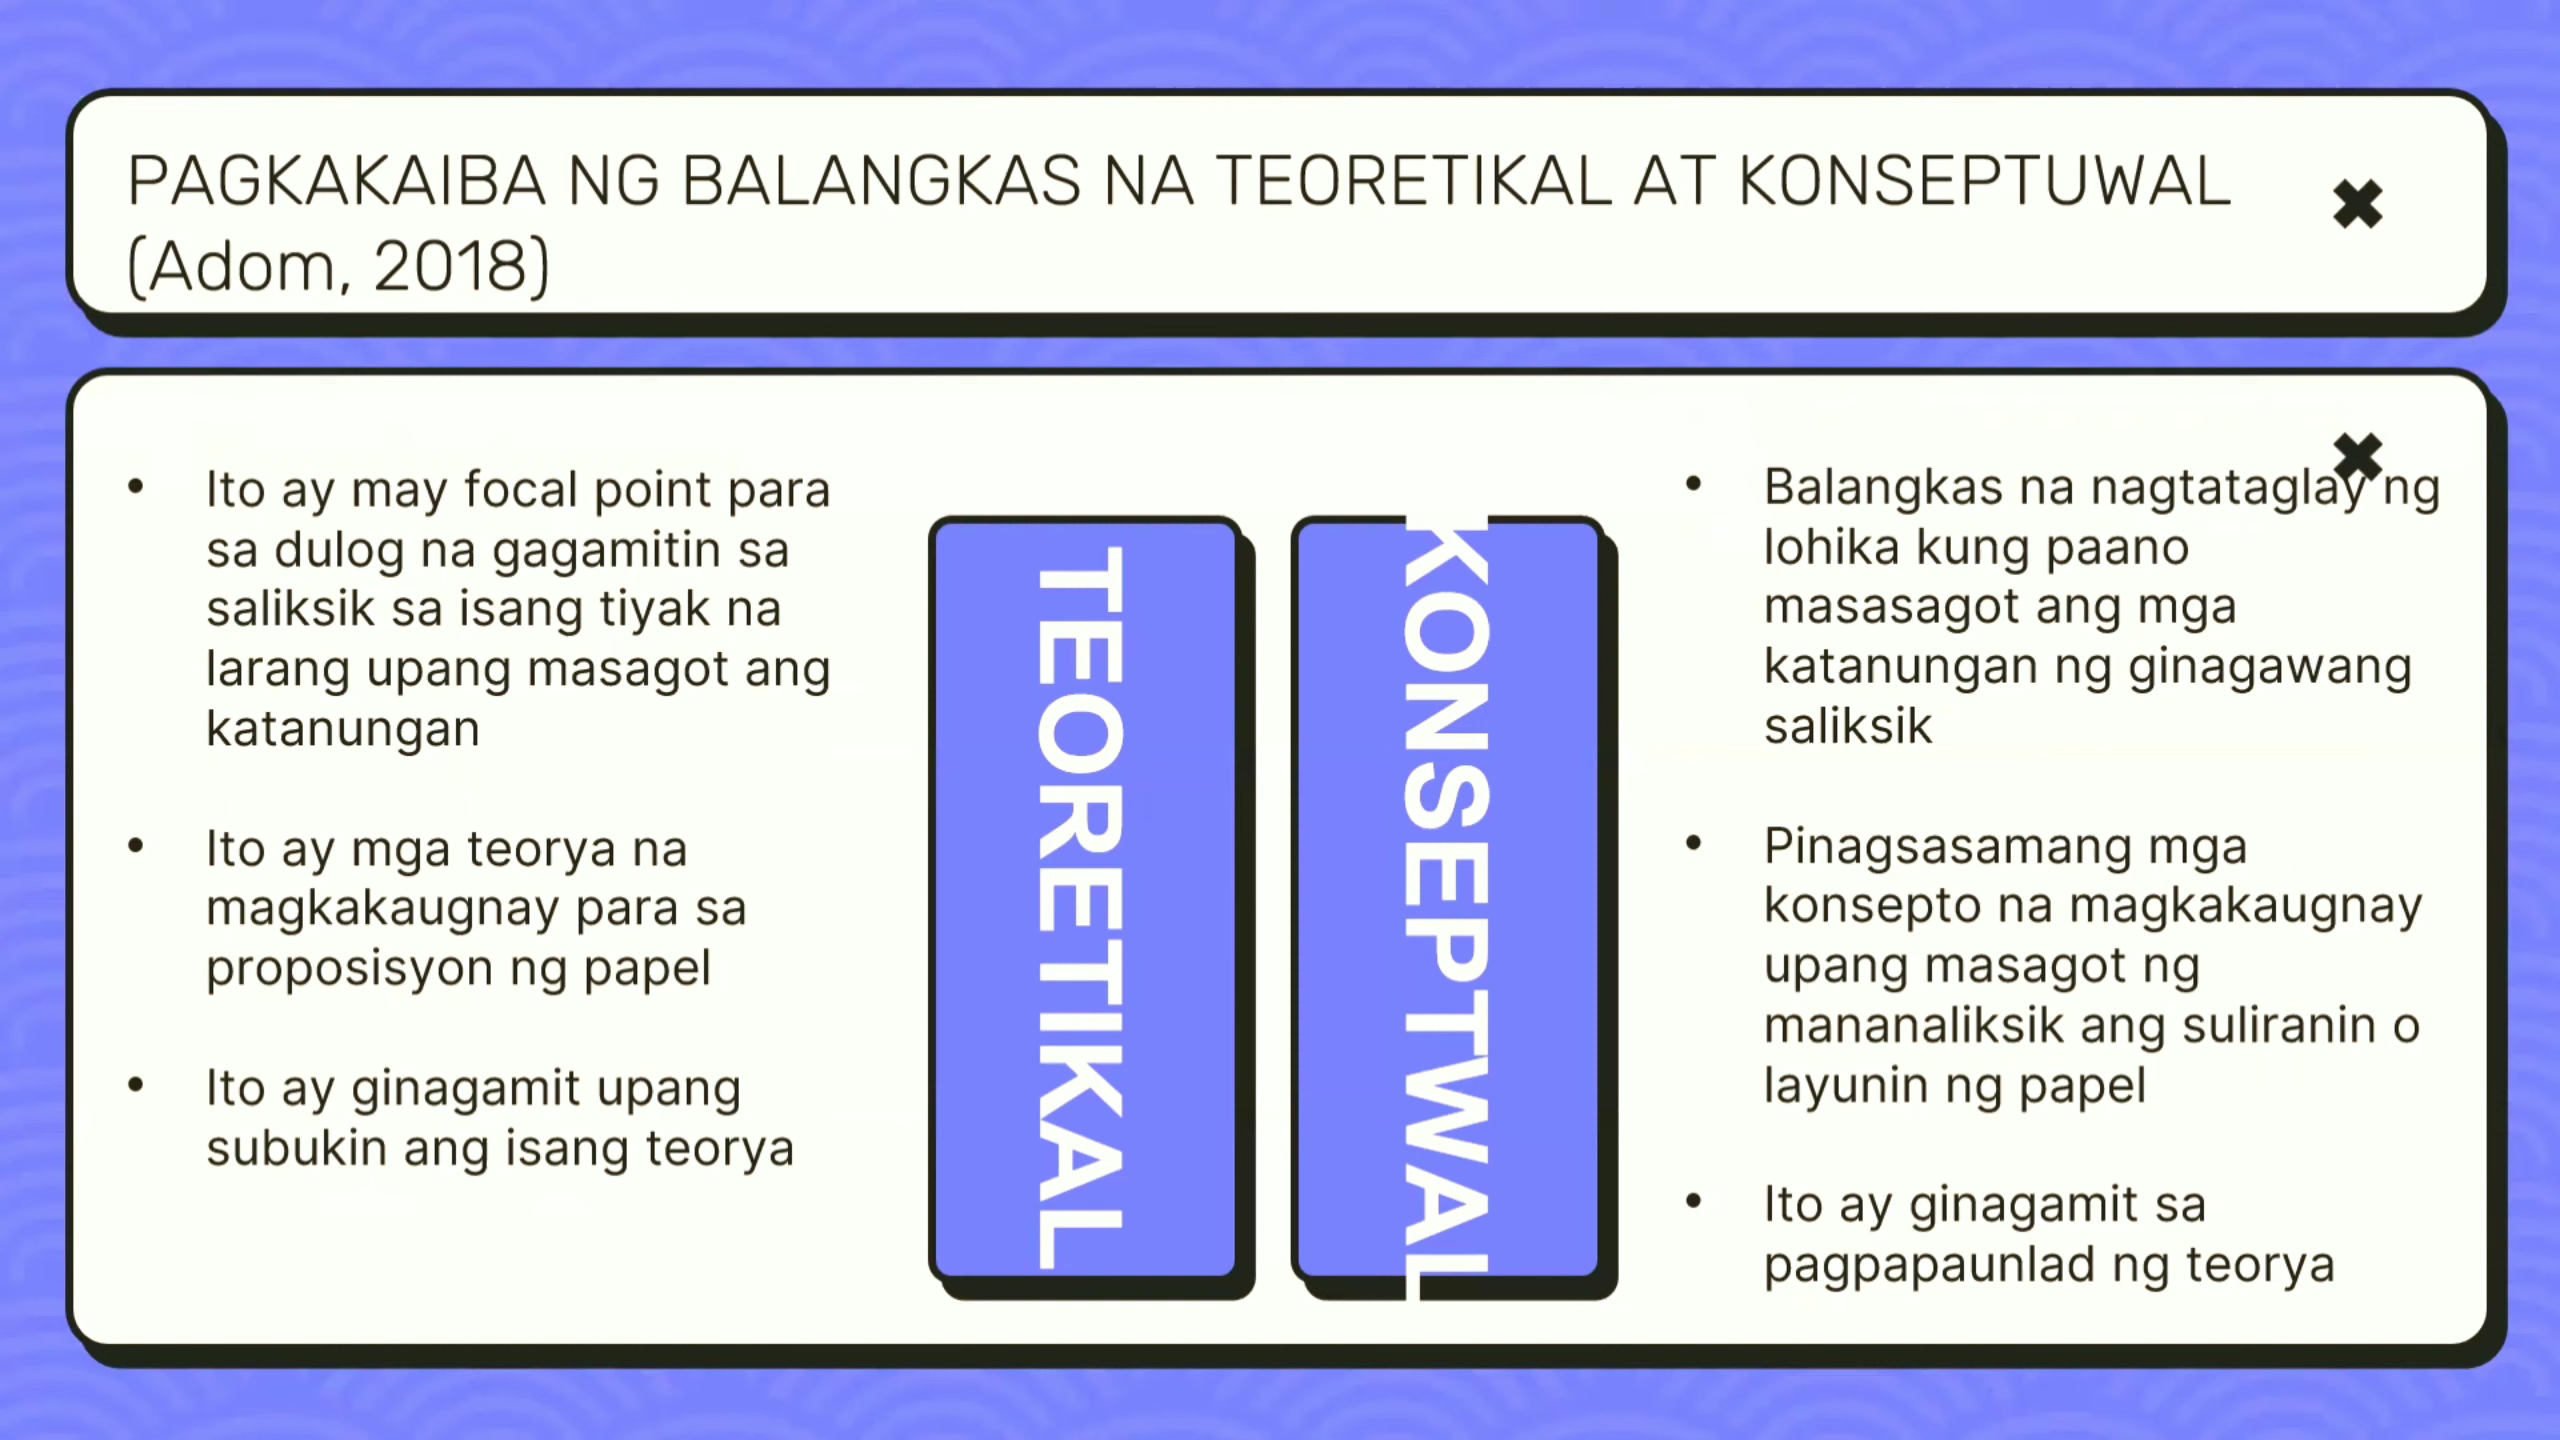 PAGKAKAIBA NG BALANGKAS NA TEORETIKAL AT KONSEPTUWAL
(Adom, 2018)
• Ito ay may focal point para
sa dulog na gagamitin sa
saliksik sa isang tiyak na
larang upang masagot ang
katanungan
• Ito ay mga teorya na
magkakaugnay para sa
proposisyon ng papel
• Ito ay ginagamit upang
subukin ang isang teorya
TEORETIKAL
KONSEPTWAL
• Balangkas na nagtataglay ng
lohika kung paano
masasagot ang mga
katanungan ng ginagawang
saliksik
• Pinagsasamang mga
konsepto na magkakaugnay
upang masagot ng
mananaliksik ang suliranin o
layunin ng papel
• Ito ay ginagamit sa
pagpapaunlad ng teorya